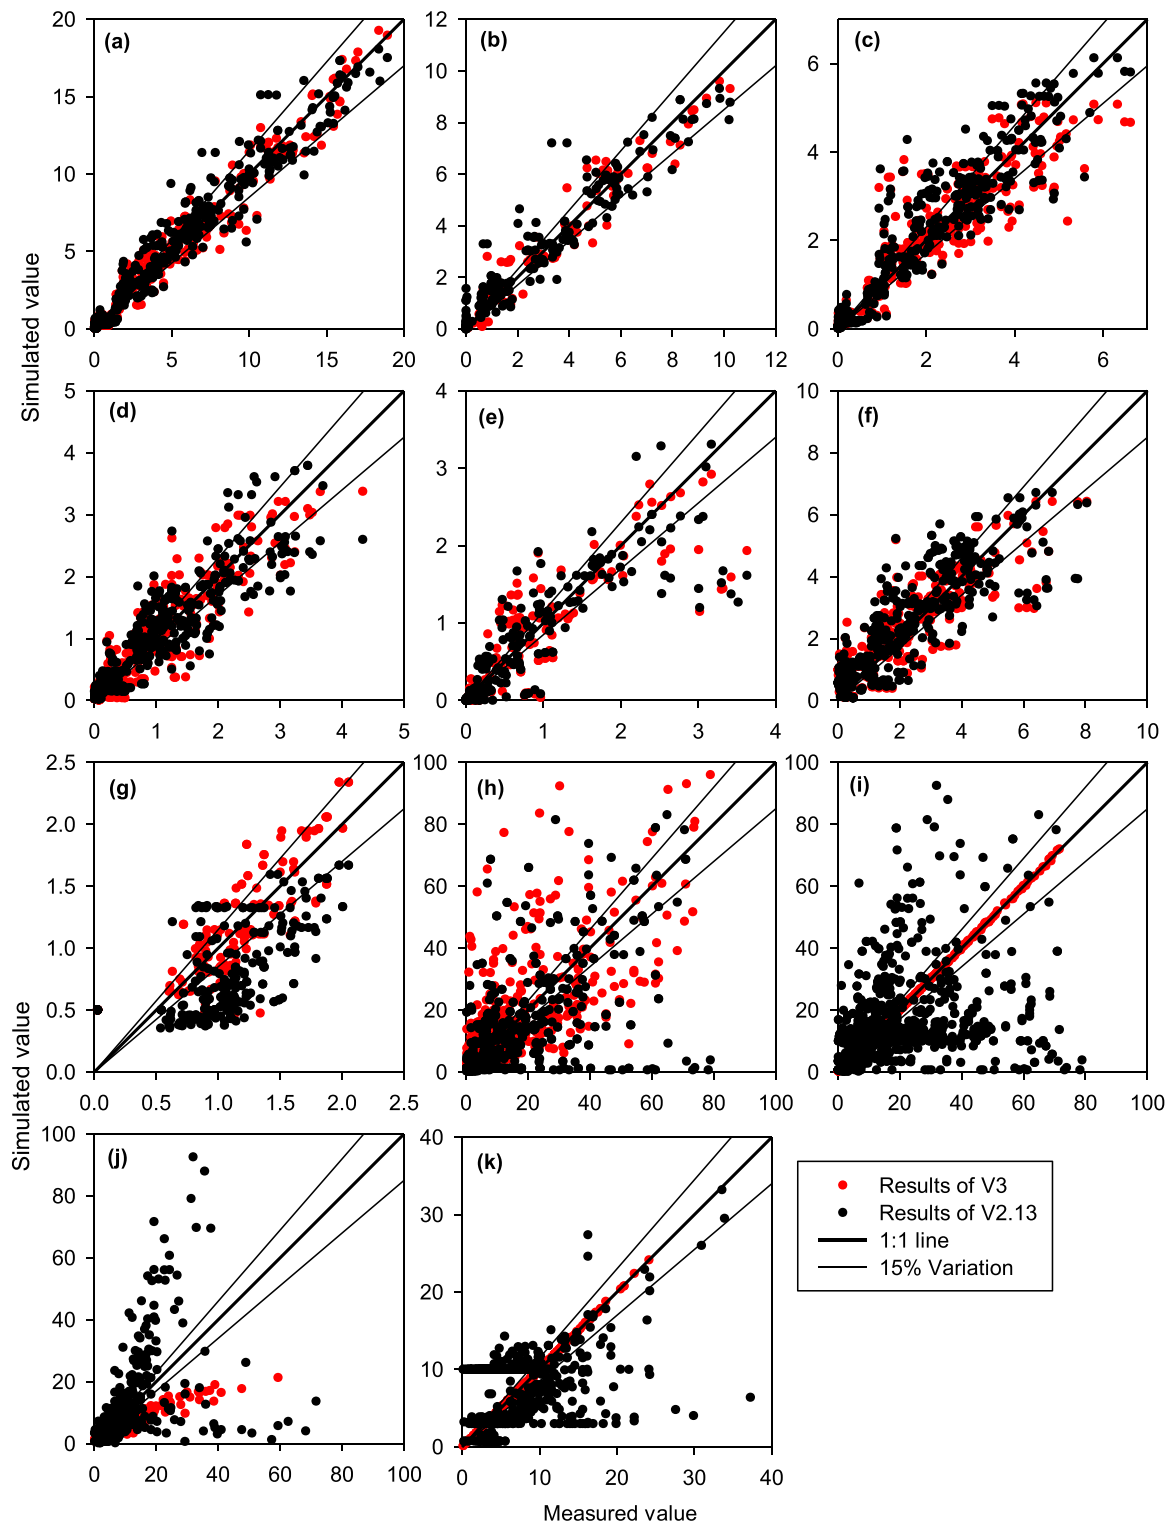 (a)
20
15
10
5
0
0 5 10 15 20
(b)
12
10
8
6
4
2
0
0 2 4 6 8 10 12
(c)
6
4
2
0
0 2 4 6
Simulated value
(d)
5
4
3
2
1
0
0 1 2 3 4 5
(e)
4
3
2
1
0
0 1 2 3 4
(f)
10
8
6
4
2
0
0 2 4 6 8 10
(g)
2.5
2.0
1.5
1.0
0.5
0.0
0.0 0.5 1.0 1.5 2.0 2.5
(h)
100
80
60
40
20
0
0 20 40 60 80 100
(i)
100
80
60
40
20
0
0 20 40 60 80 100
Simulated value
(j)
100
80
60
40
20
0
0 20 40 60 80 100
(k)
40
30
20
10
0
0 10 20 30 40
Results of V3
Results of V2.13
1:1 line
15% Variation
Measured value